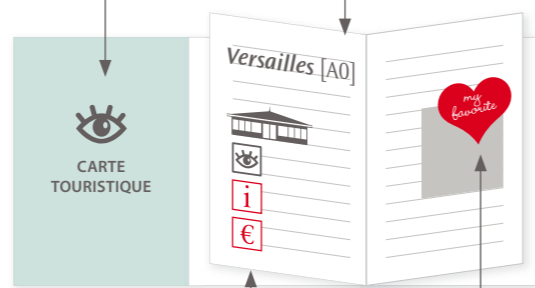 CARTE
TOURISTIQUE
Versailles [A0]
i
€
my
favorite